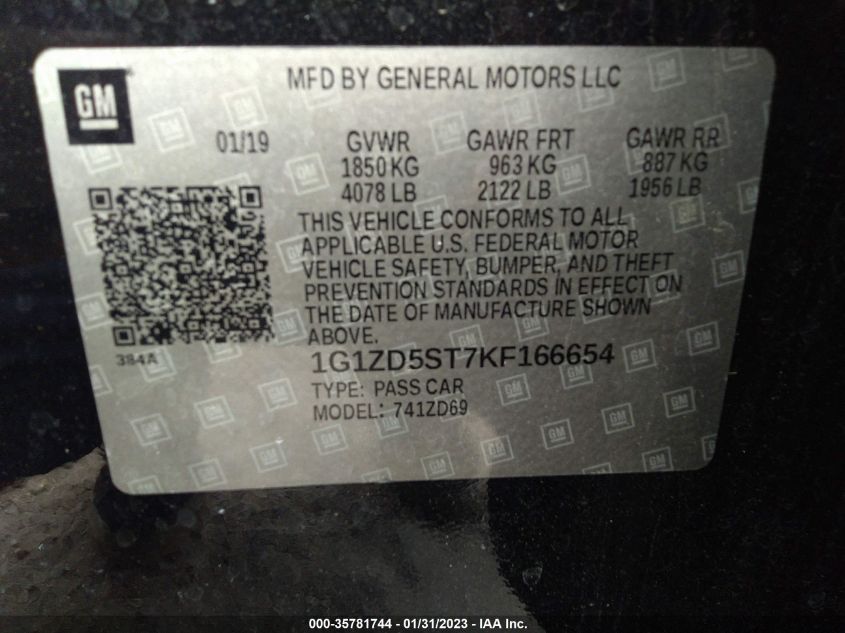 GM
MFD BY GENERAL MOTORS LLC
01/19 GVWR GAWR FRT GAWR RR
1850 KG 963 KG 887 KG
4078 LB 2122 LB 1956 LB
THIS VEHICLE CONFORMS TO ALL
APPLICABLE U.S. FEDERAL MOTOR
VEHICLE SAFETY, BUMPER, AND THEFT
PREVENTION STANDARDS IN EFFECT ON
THE DATE OF MANUFACTURE SHOWN
ABOVE.
384A
1G1ZD5ST7KF166654
TYPE: PASS CAR
MODEL: 741ZD69
000-35781744 / 01/31/2023 - IAA Inc.